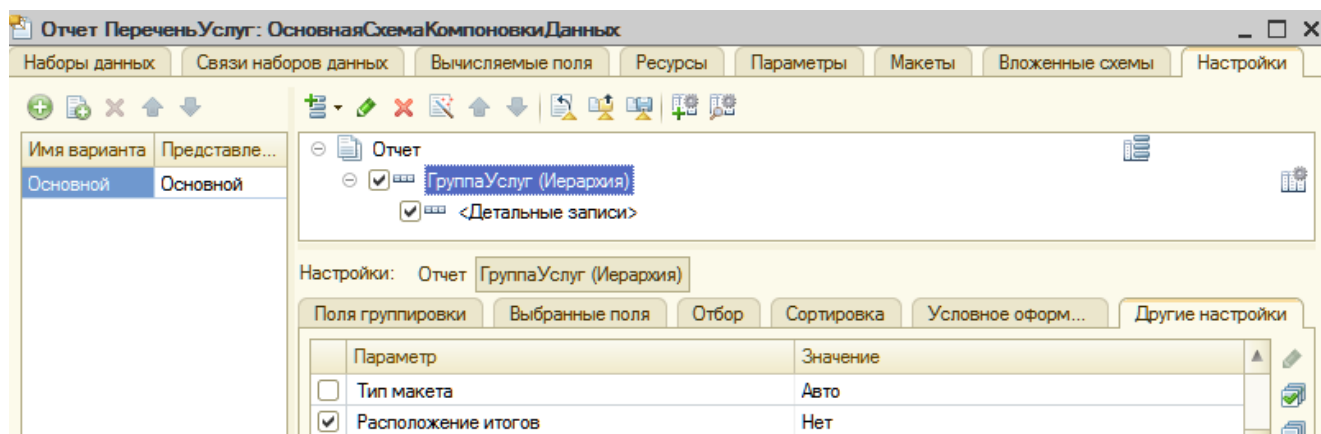 Отчет ПереченьУслуг: ОсновнаяСхемаКомпоновкиДанных
Наборы данных Связи наборов данных Вычисляемые поля Ресурсы Параметры Макеты Вложенные схемы Настройки
Имя варианта Представле...
Основной Основной
Отчет
ГруппаУслуг (Иерархия)
<Детальные записи>
Настройки: Отчет ГруппаУслуг (Иерархия)
Поля группировки Выбранные поля Отбор Сортировка Условное оформ... Другие настройки
Параметр Значение
Тип макета Авто
Расположение итогов Нет